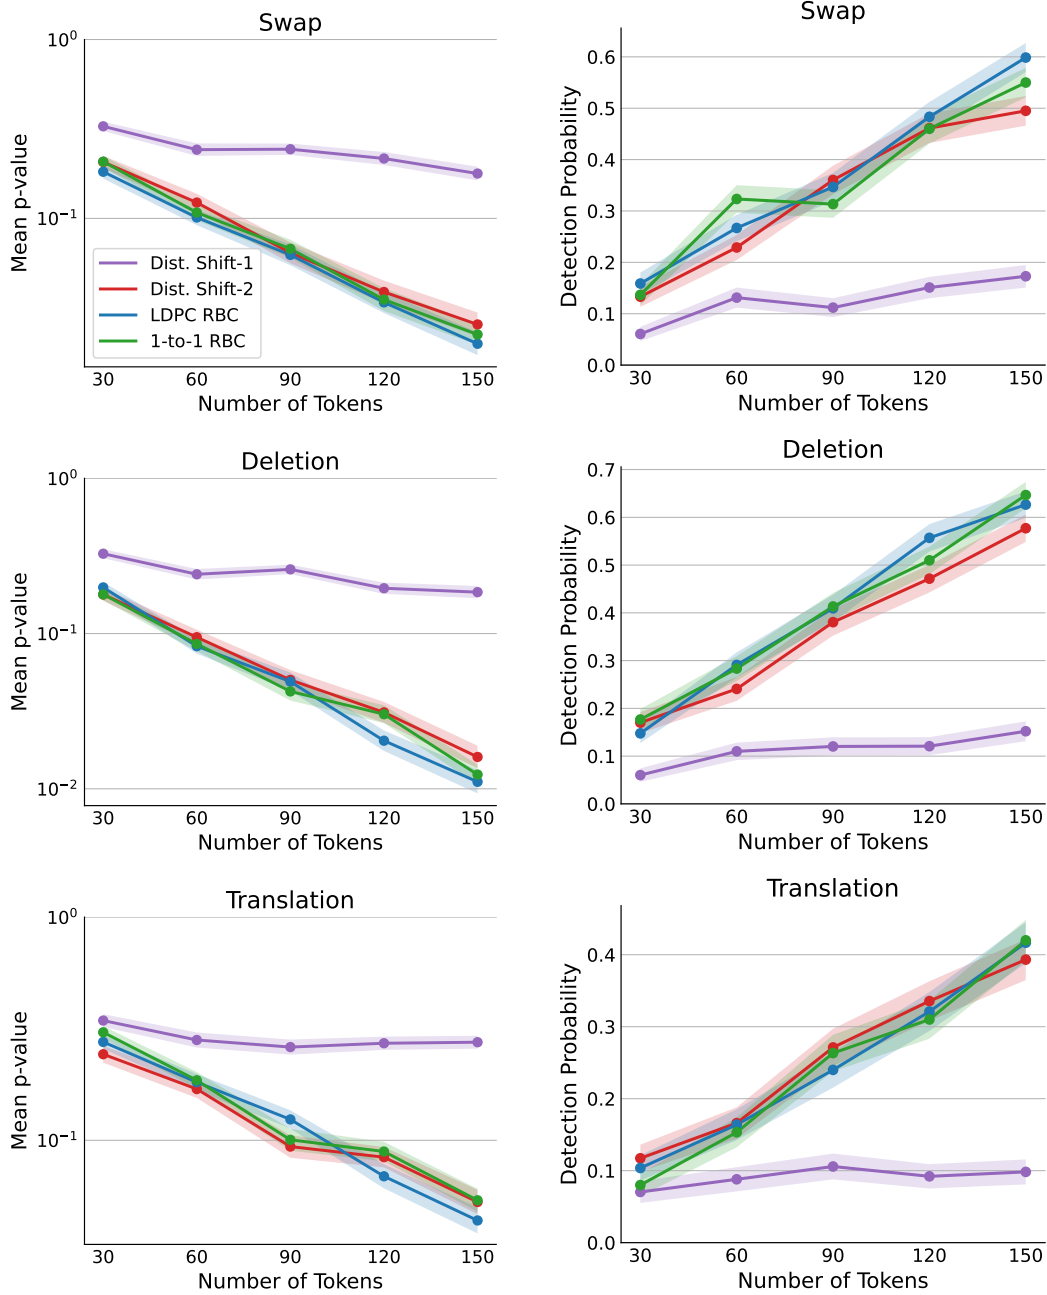 Swap
10⁰
10⁻¹
Mean p-value
Dist. Shift-1
Dist. Shift-2
LDPC RBC
1-to-1 RBC
30 60 90 120 150
Number of Tokens
Swap
0.6
0.5
0.4
0.3
0.2
0.1
0.0
Detection Probability
30 60 90 120 150
Number of Tokens
Deletion
10⁰
10⁻¹
10⁻²
Mean p-value
30 60 90 120 150
Number of Tokens
Deletion
0.7
0.6
0.5
0.4
0.3
0.2
0.1
0.0
Detection Probability
30 60 90 120 150
Number of Tokens
Translation
10⁰
10⁻¹
Mean p-value
30 60 90 120 150
Number of Tokens
Translation
0.4
0.3
0.2
0.1
0.0
Detection Probability
30 60 90 120 150
Number of Tokens